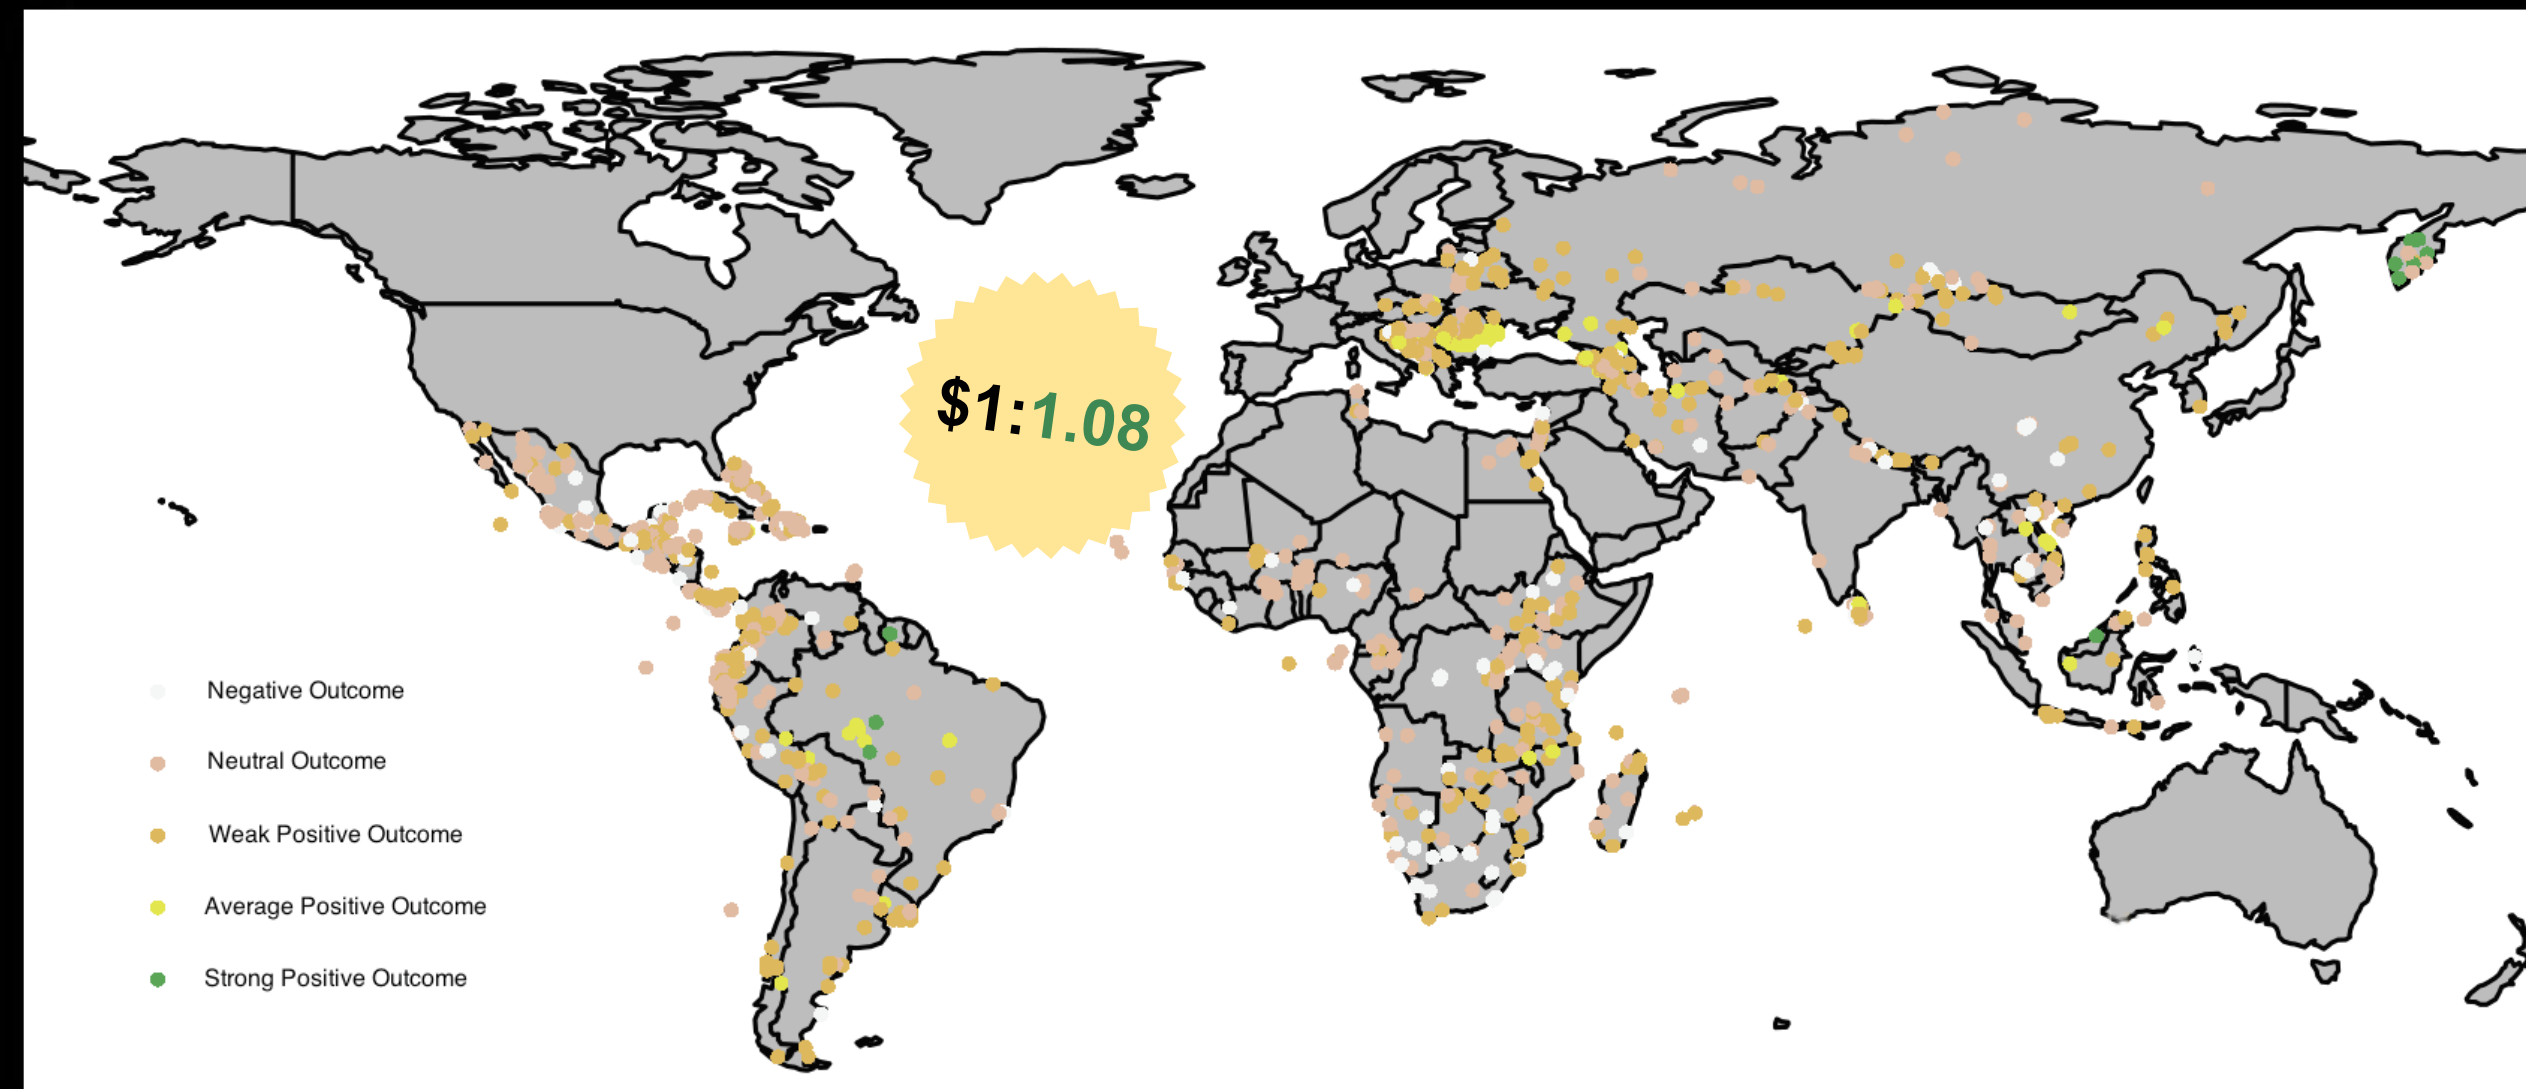 $1:1.08
Negative Outcome
Neutral Outcome
Weak Positive Outcome
Average Positive Outcome
Strong Positive Outcome